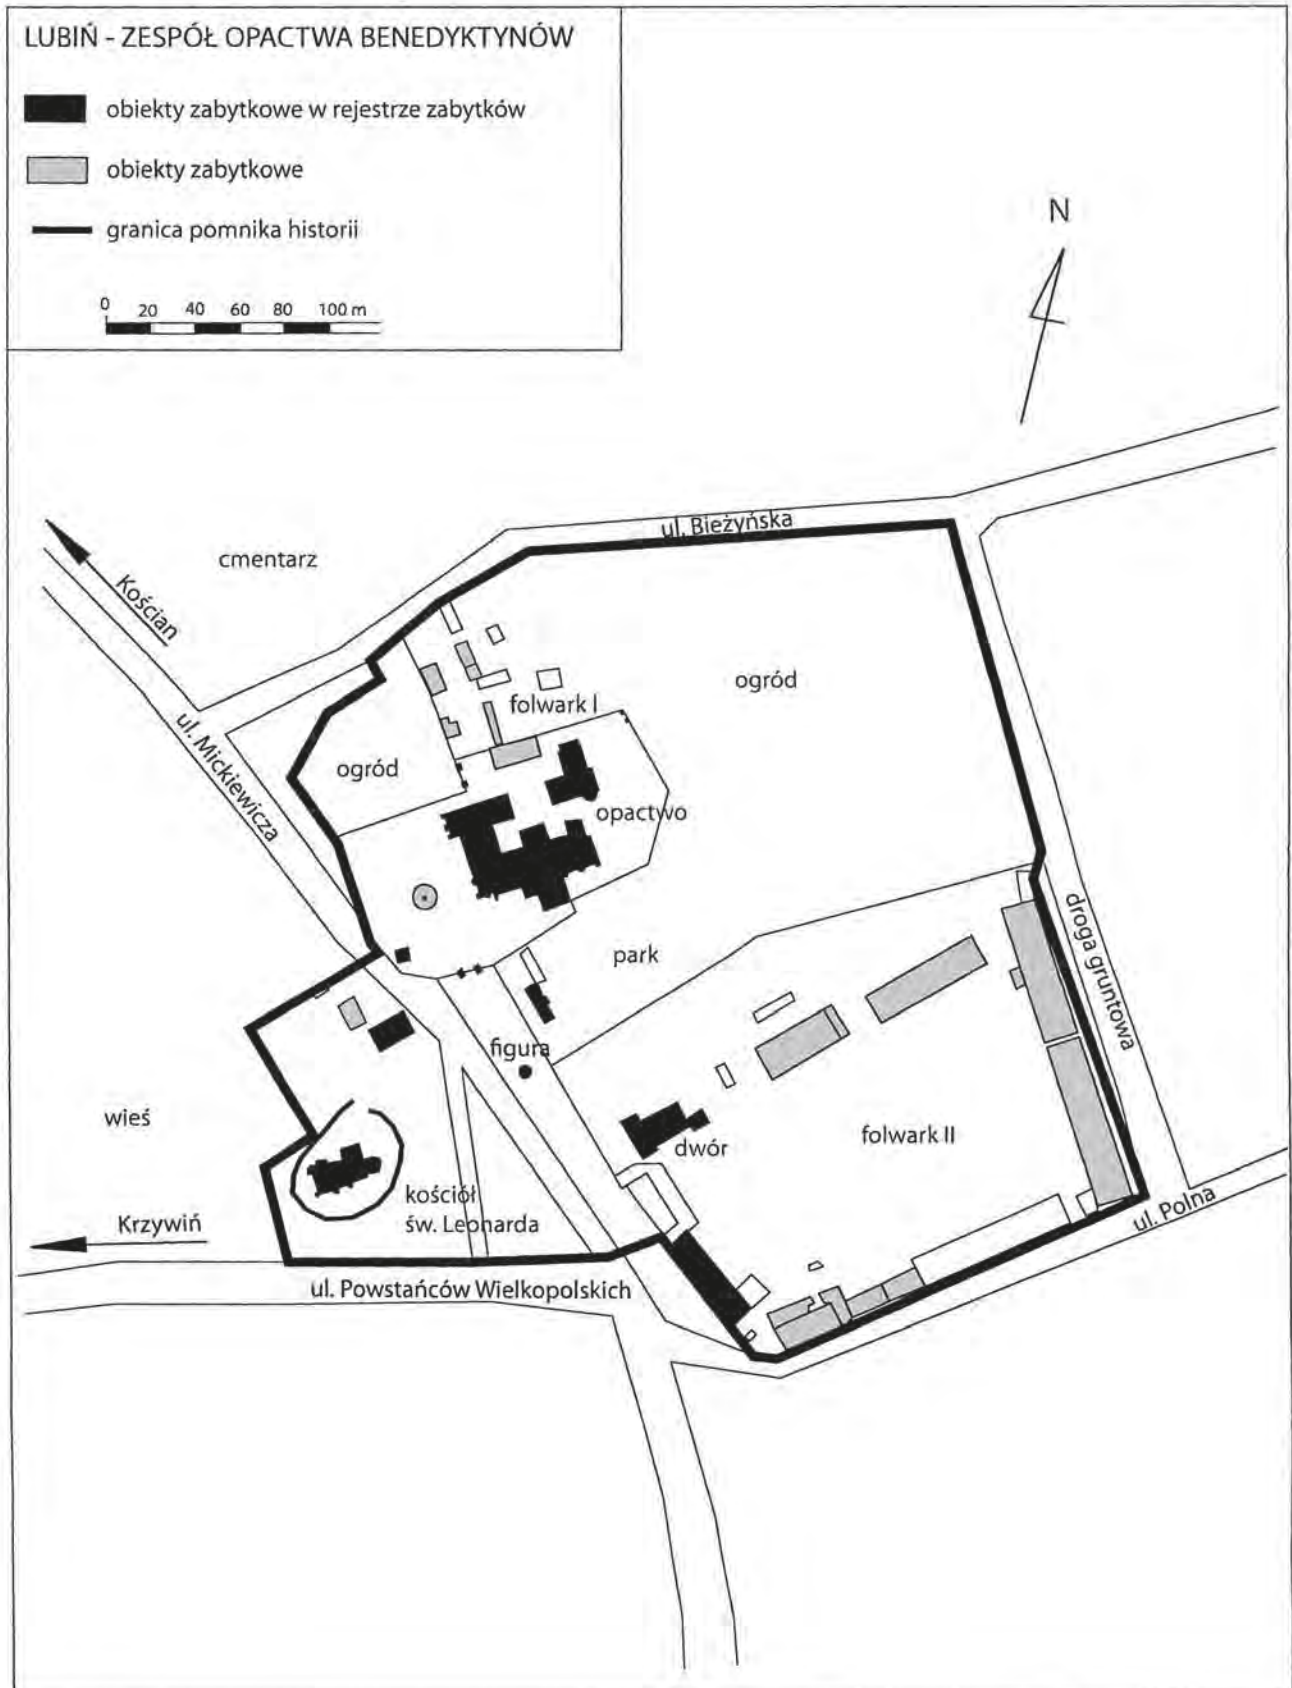 LUBIŃ - ZESPÓŁ OPACTWA BENEDYKTYNÓW
obiekty zabytkowe w rejestrze zabytków
obiekty zabytkowe
granica pomnika historii
0 20 40 60 80 100 m
N
ul. Bieżyńska
cmentarz
Kościan
ogród
folwark I
ul. Mickiewicza
ogród
opactwo
droga gruntowa
park
figura
wieś
folwark II
dwór
kościół
św. Leonarda
Krzywiń
ul. Polna
ul. Powstańców Wielkopolskich